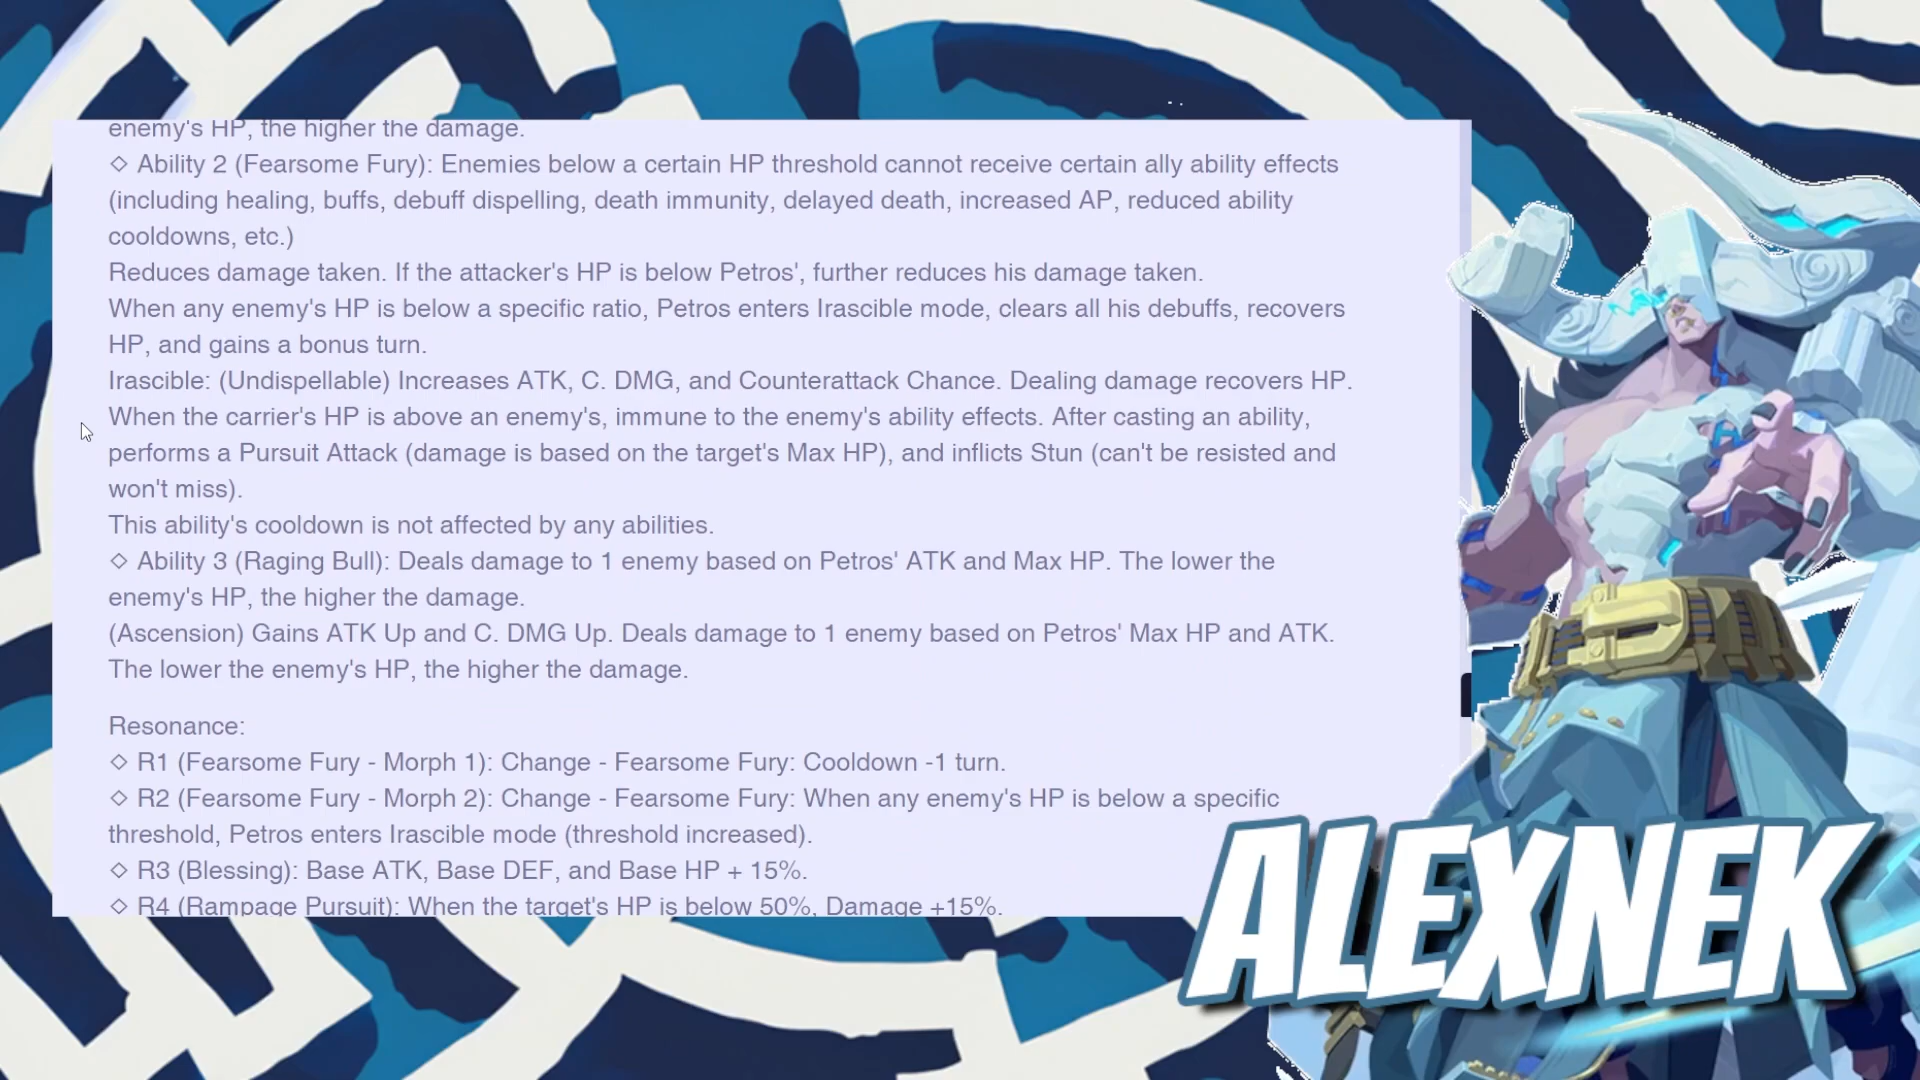 enemy's HP, the higher the damage.
◇ Ability 2 (Fearsome Fury): Enemies below a certain HP threshold cannot receive certain ally ability effects
(including healing, buffs, debuff dispelling, death immunity, delayed death, increased AP, reduced ability
cooldowns, etc.)
Reduces damage taken. If the attacker's HP is below Petros', further reduces his damage taken.
When any enemy's HP is below a specific ratio, Petros enters Irascible mode, clears all his debuffs, recovers
HP, and gains a bonus turn.
Irascible: (Undispellable) Increases ATK, C. DMG, and Counterattack Chance. Dealing damage recovers HP.
When the carrier's HP is above an enemy's, immune to the enemy's ability effects. After casting an ability,
performs a Pursuit Attack (damage is based on the target's Max HP), and inflicts Stun (can't be resisted and
won't miss).
This ability's cooldown is not affected by any abilities.
◇ Ability 3 (Raging Bull): Deals damage to 1 enemy based on Petros' ATK and Max HP. The lower the
enemy's HP, the higher the damage.
(Ascension) Gains ATK Up and C. DMG Up. Deals damage to 1 enemy based on Petros' Max HP and ATK.
The lower the enemy's HP, the higher the damage.
Resonance:
◇ R1 (Fearsome Fury - Morph 1): Change - Fearsome Fury: Cooldown -1 turn.
◇ R2 (Fearsome Fury - Morph 2): Change - Fearsome Fury: When any enemy's HP is below a specific
threshold, Petros enters Irascible mode (threshold increased).
◇ R3 (Blessing): Base ATK, Base DEF, and Base HP + 15%.
◇ R4 (Rampage Pursuit): When the target's HP is below 50%, Damage +15%.
ALEXNEK